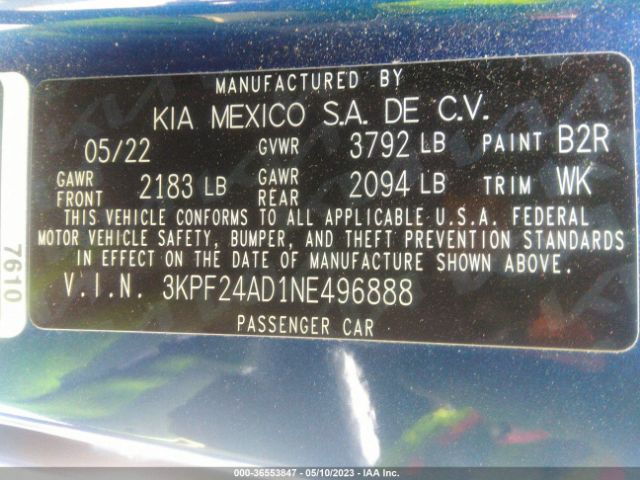 MANUFACTURED BY
KIA MEXICO S.A. DE C.V.
05/22 GVWR 3792 LB PAINT B2R
GAWR FRONT 2183 LB GAWR REAR 2094 LB TRIM WK
THIS VEHICLE CONFORMS TO ALL APPLICABLE U.S.A. FEDERAL
MOTOR VEHICLE SAFETY, BUMPER, AND THEFT PREVENTION STANDARDS
IN EFFECT ON THE DATE OF MANUFACTURE SHOWN ABOVE.
V.I.N. 3KPF24AD1NE496888
PASSENGER CAR
7610
000-36553847 - 05/10/2023 - IAA Inc.